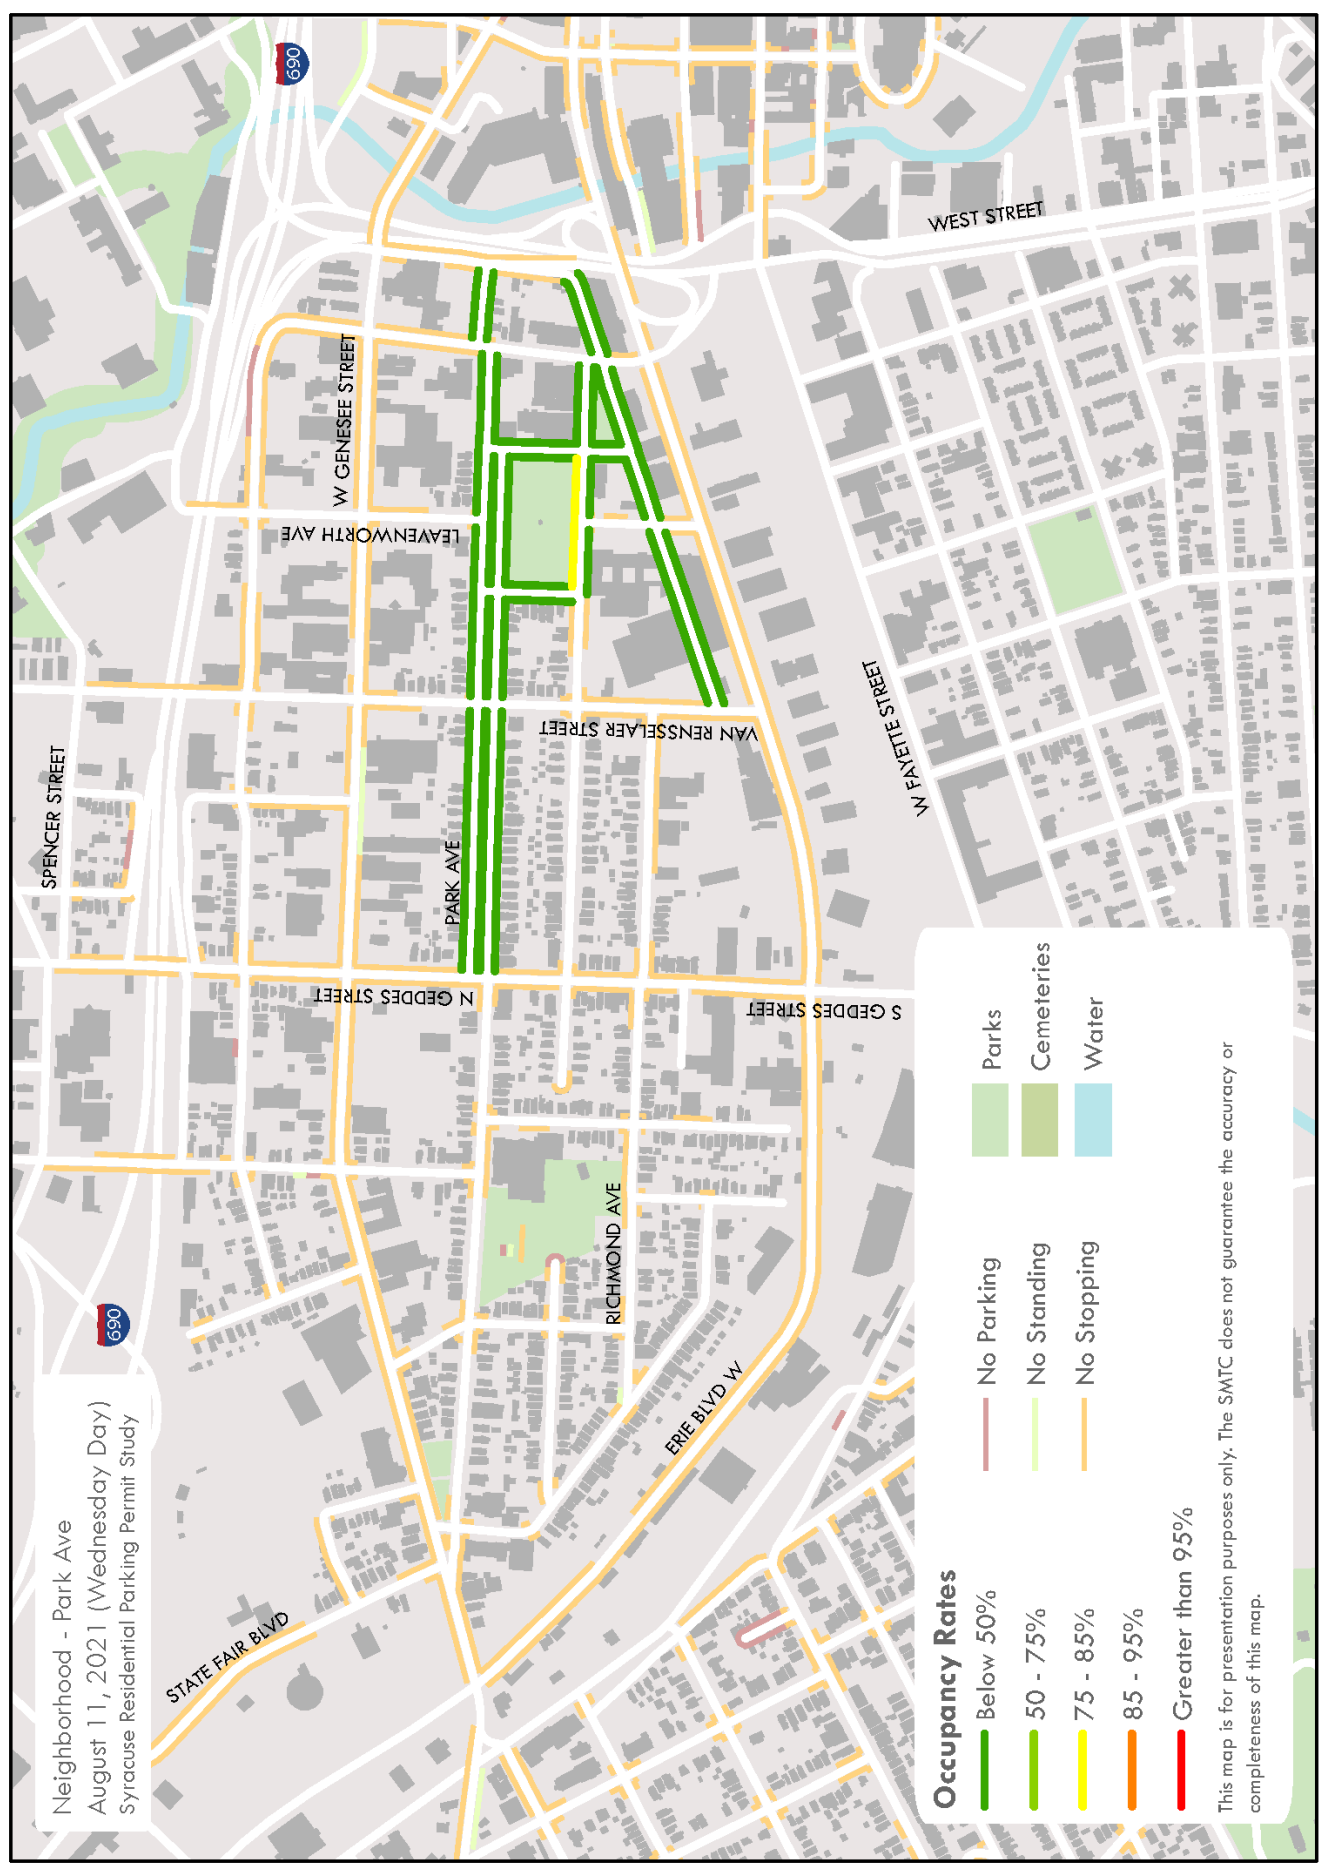 Neighborhood - Park Ave
August 11, 2021 (Wednesday Day)
Syracuse Residential Parking Permit Study
690
690
SPENCER STREET
STATE FAIR BLVD
W GENESEE STREET
LEAVENWORTH AVE
PARK AVE
N GEDDES STREET
VAN RENSSELAER STREET
RICHMOND AVE
ERIE BLVD W
S GEDDES STREET
W FAYETTE STREET
WEST STREET
Occupancy Rates
Below 50%
50 - 75%
75 - 85%
85 - 95%
Greater than 95%
No Parking
No Standing
No Stopping
Parks
Cemeteries
Water
This map is for presentation purposes only. The SMTC does not guarantee the accuracy or
completeness of this map.